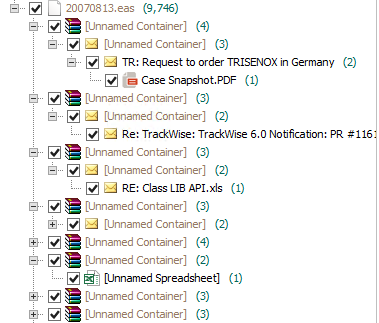 20070813.eas (9,746)
[Unnamed Container] (4)
[Unnamed Container] (3)
TR: Request to order TRISENOX in Germany (2)
Case Snapshot.PDF (1)
[Unnamed Container] (3)
[Unnamed Container] (2)
Re: TrackWise: TrackWise 6.0 Notification: PR #1161
[Unnamed Container] (3)
[Unnamed Container] (2)
RE: Class LIB API.xls (1)
[Unnamed Container] (3)
[Unnamed Container] (2)
[Unnamed Container] (4)
[Unnamed Container] (2)
[Unnamed Spreadsheet] (1)
[Unnamed Container] (3)
[Unnamed Container] (3)